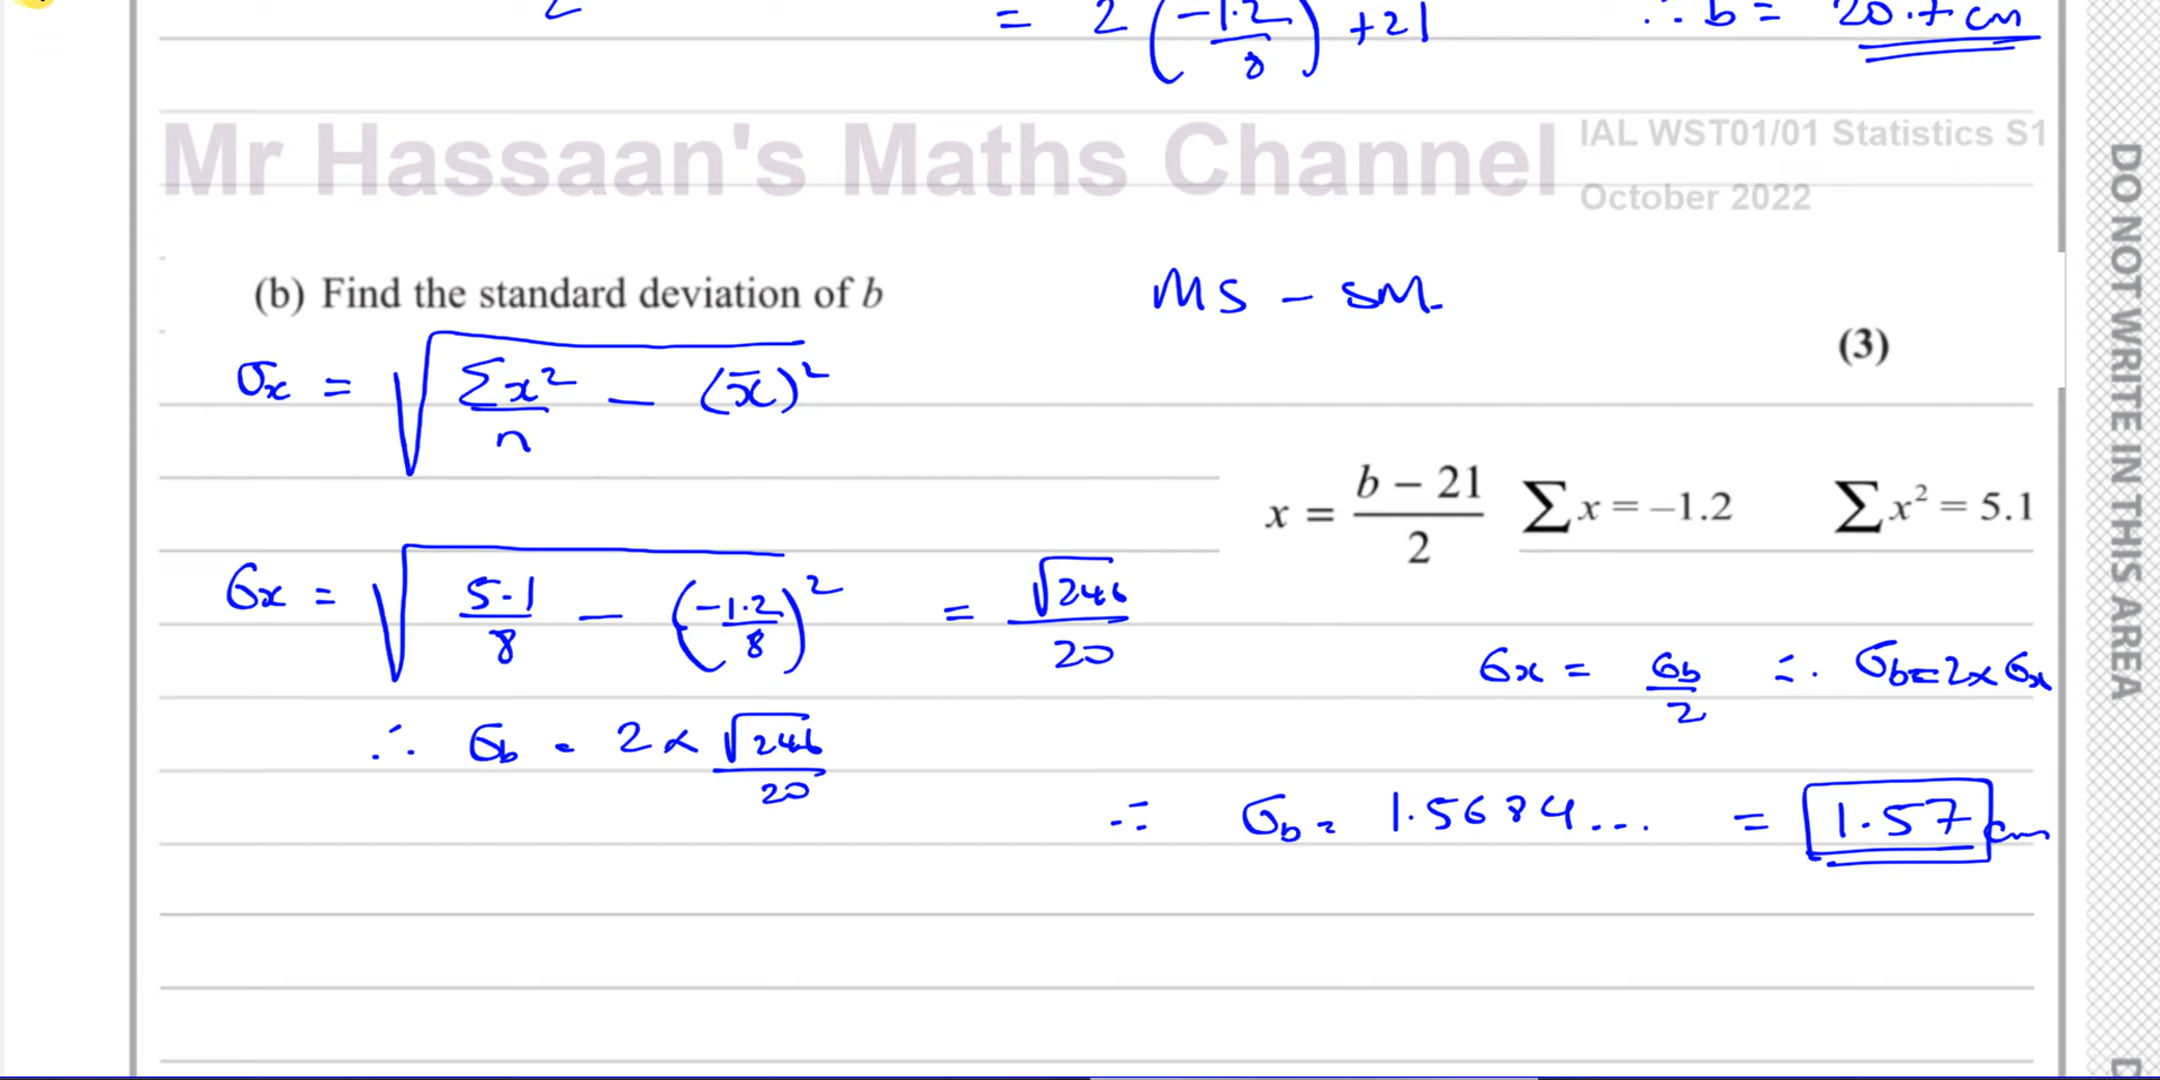 = 2(-1.2/8) + 21 ∴ b = 20.7 cm
Mr Hassaan's Maths Channel
IAL WST01/01 Statistics S1
October 2022
(b) Find the standard deviation of b
MS - SM.
(3)
σx = √(Σx²/n - (x̄)²)
x = (b - 21)/2 Σx = -1.2 Σx² = 5.1
σx = √(5.1/8 - (-1.2/8)²) = √246/20
σx = σb/2 ∴ σb = 2 × σx
∴ σb = 2 × √246/20
∴ σb = 1.5684... = 1.57 cm
DO NOT WRITE IN THIS AREA